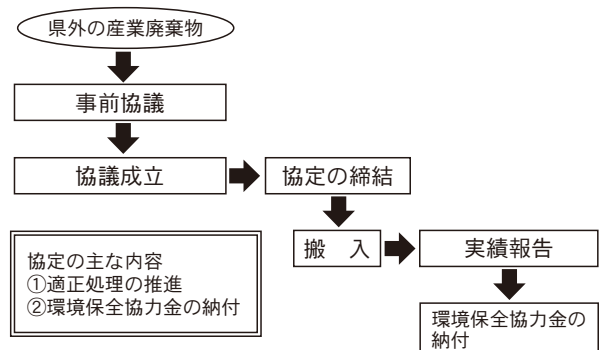 県外の産業廃棄物
事前協議
協議成立
協定の締結
搬　入
実績報告
環境保全協力金の
納付
協定の主な内容
①適正処理の推進
②環境保全協力金の納付